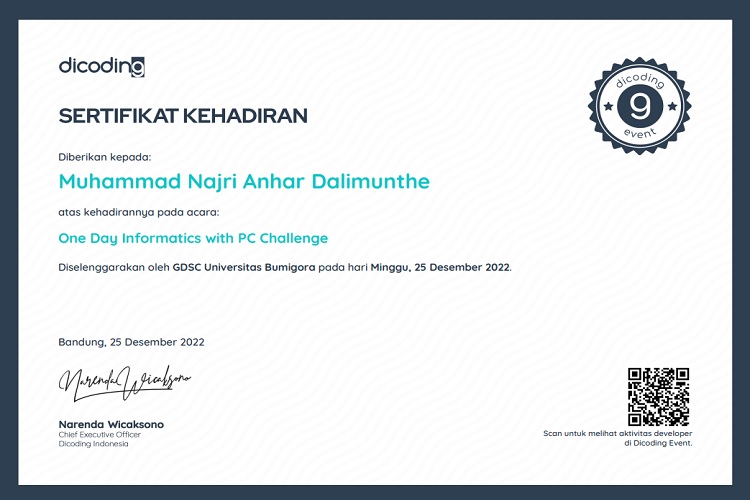 dicoding
dicoding
g
event
SERTIFIKAT KEHADIRAN
Diberikan kepada:
Muhammad Najri Anhar Dalimunthe
atas kehadirannya pada acara:
One Day Informatics with PC Challenge
Diselenggarakan oleh GDSC Universitas Bumigora pada hari Minggu, 25 Desember 2022.
Bandung, 25 Desember 2022
Narenda Wicaksono
Narenda Wicaksono
Chief Executive Officer
Dicoding Indonesia
Scan untuk melihat aktivitas developer
di Dicoding Event.